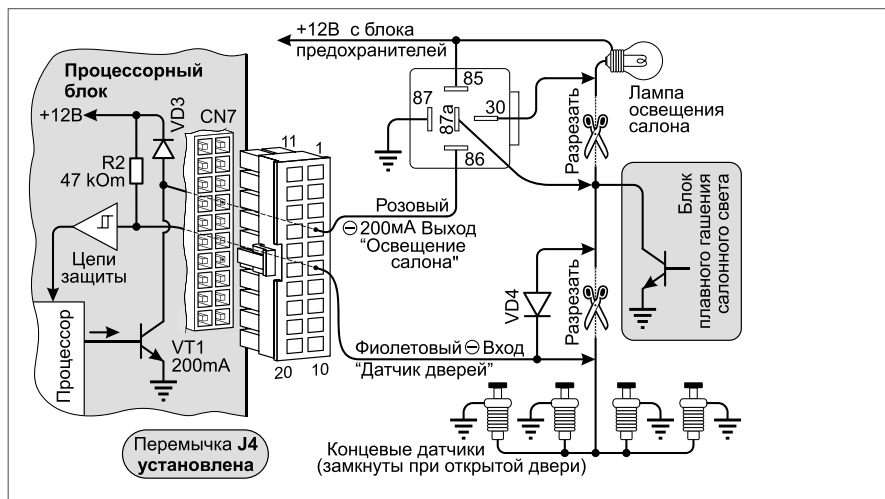 +12В с блока
предохранителей
Процессорный
блок
+12В
VD3
CN7
R2
47 kOm
Цепи
защиты
Процессор
VT1
200mA
11
1
20
10
85
87
87a
30
86
Розовый
⊖ 200мА Выход
“Освещение
салона"
Фиолетовый ⊖ Вход
“Датчик дверей”
VD4
Разрезать
Разрезать
Лампа
освещения
салона
Блок
плавного гашения
салонного света
Концевые датчики
(замкнуты при открытой двери)
Перемычка J4
установлена